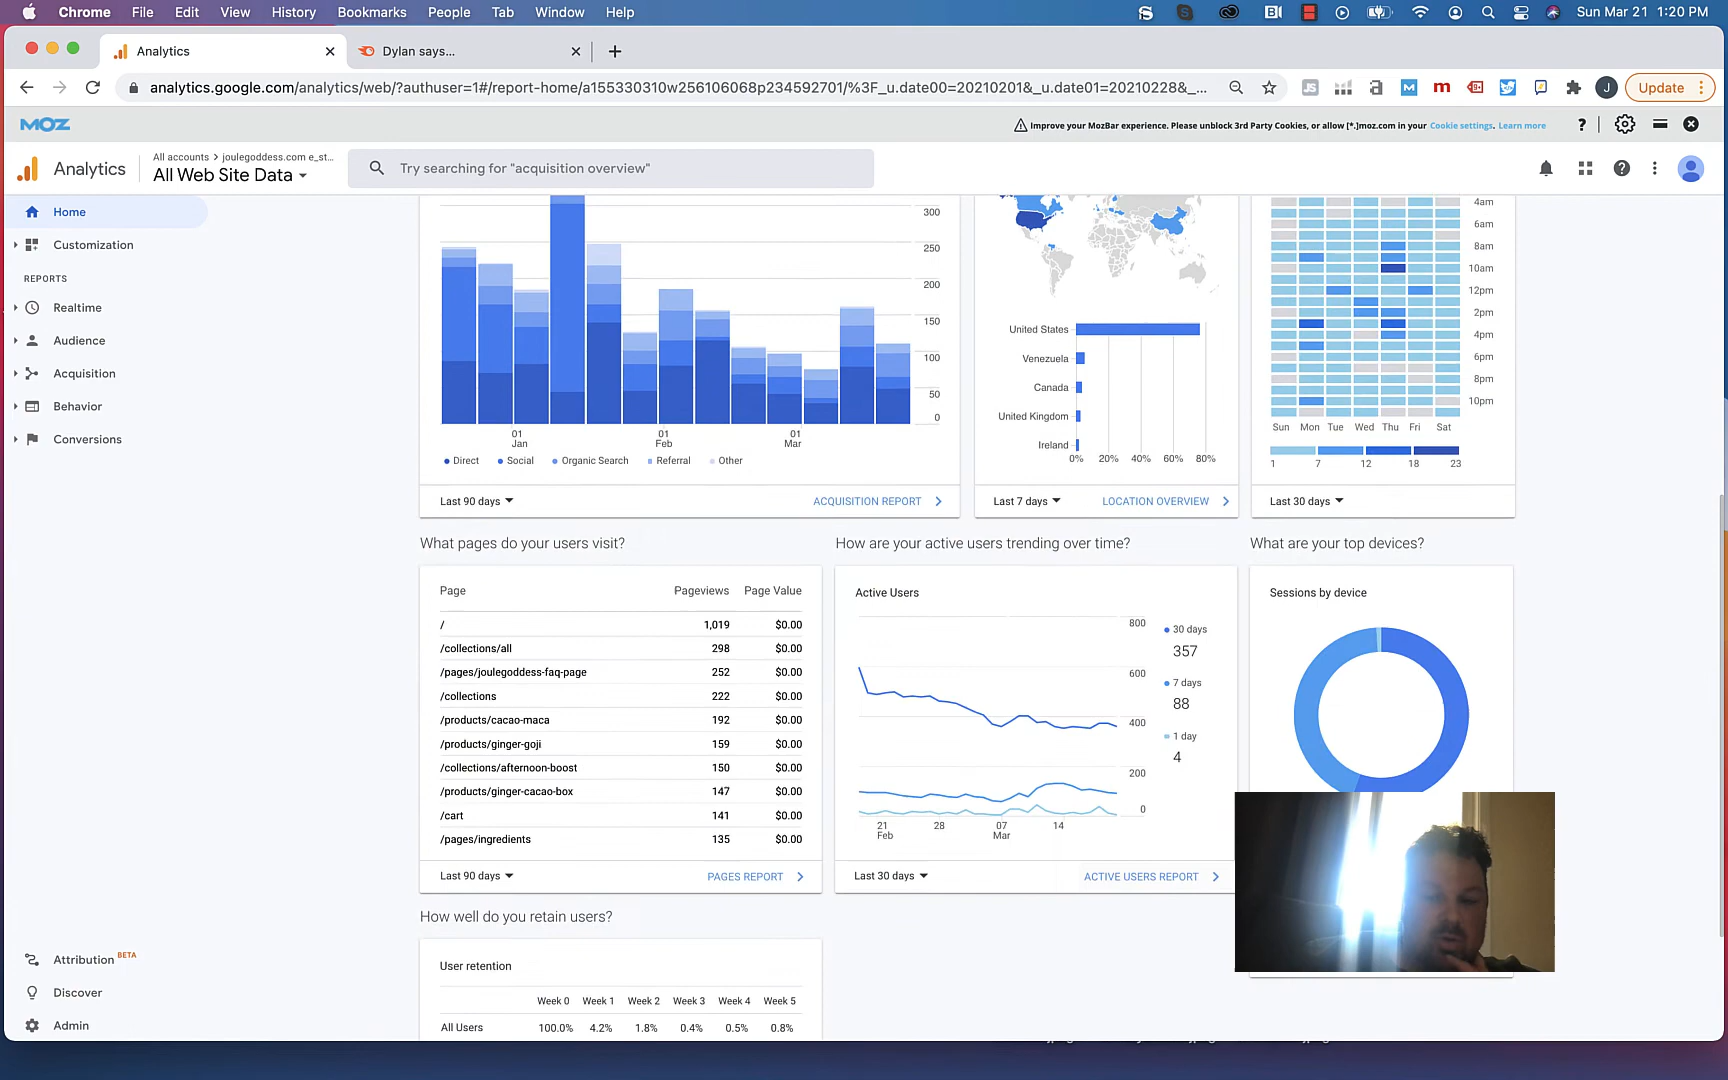 Chrome File Edit View History Bookmarks People Tab Window Help Sun Mar 21 1:20 PM
Analytics Dylan says...
analytics.google.com/analytics/web/?authuser=1#/report-home/a155330310w256106068p234592701/%3F_u.date00=20210201&_u.date01=20210228&_... JS J Update
MOZ Improve your MozBar experience. Please unblock 3rd Party Cookies, or allow [*.]moz.com in your Cookie settings. Learn more
Analytics
All accounts > joulegoddess.com e_st...
All Web Site Data
Try searching for "acquisition overview"
Home
Customization
REPORTS
Realtime
Audience
Acquisition
Behavior
Conversions
Attribution BETA
Discover
Admin
300
250
200
150
100
50
0
01 Jan
01 Feb
01 Mar
Direct Social Organic Search Referral Other
Last 90 days ACQUISITION REPORT
United States
Venezuela
Canada
United Kingdom
Ireland
0% 20% 40% 60% 80%
Last 7 days LOCATION OVERVIEW
4am
6am
8am
10am
12pm
2pm
4pm
6pm
8pm
10pm
Sun Mon Tue Wed Thu Fri Sat
1 7 12 18 23
Last 30 days
What pages do your users visit?
Page Pageviews Page Value
/ 1,019 $0.00
/collections/all 298 $0.00
/pages/joulegoddess-faq-page 252 $0.00
/collections 222 $0.00
/products/cacao-maca 192 $0.00
/products/ginger-goji 159 $0.00
/collections/afternoon-boost 150 $0.00
/products/ginger-cacao-box 147 $0.00
/cart 141 $0.00
/pages/ingredients 135 $0.00
Last 90 days PAGES REPORT
How are your active users trending over time?
Active Users
800
600
400
200
0
21 Feb
28
07 Mar
14
30 days
357
7 days
88
1 day
4
Last 30 days ACTIVE USERS REPORT
What are your top devices?
Sessions by device
How well do you retain users?
User retention
Week 0 Week 1 Week 2 Week 3 Week 4 Week 5
All Users 100.0% 4.2% 1.8% 0.4% 0.5% 0.8%